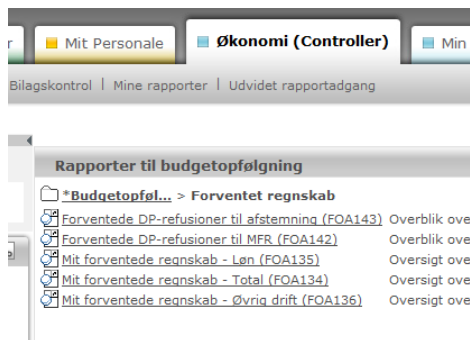 r Mit Personale Økonomi (Controller) Min
Bilagskontrol | Mine rapporter | Udvidet rapportadgang
Rapporter til budgetopfølgning
*Budgetopføl... > Forventet regnskab
Forventede DP-refusioner til afstemning (FOA143) Overblik ove
Forventede DP-refusioner til MFR (FOA142) Overblik ove
Mit forventede regnskab - Løn (FOA135) Oversigt ove
Mit forventede regnskab - Total (FOA134) Oversigt ove
Mit forventede regnskab - Øvrig drift (FOA136) Oversigt ove